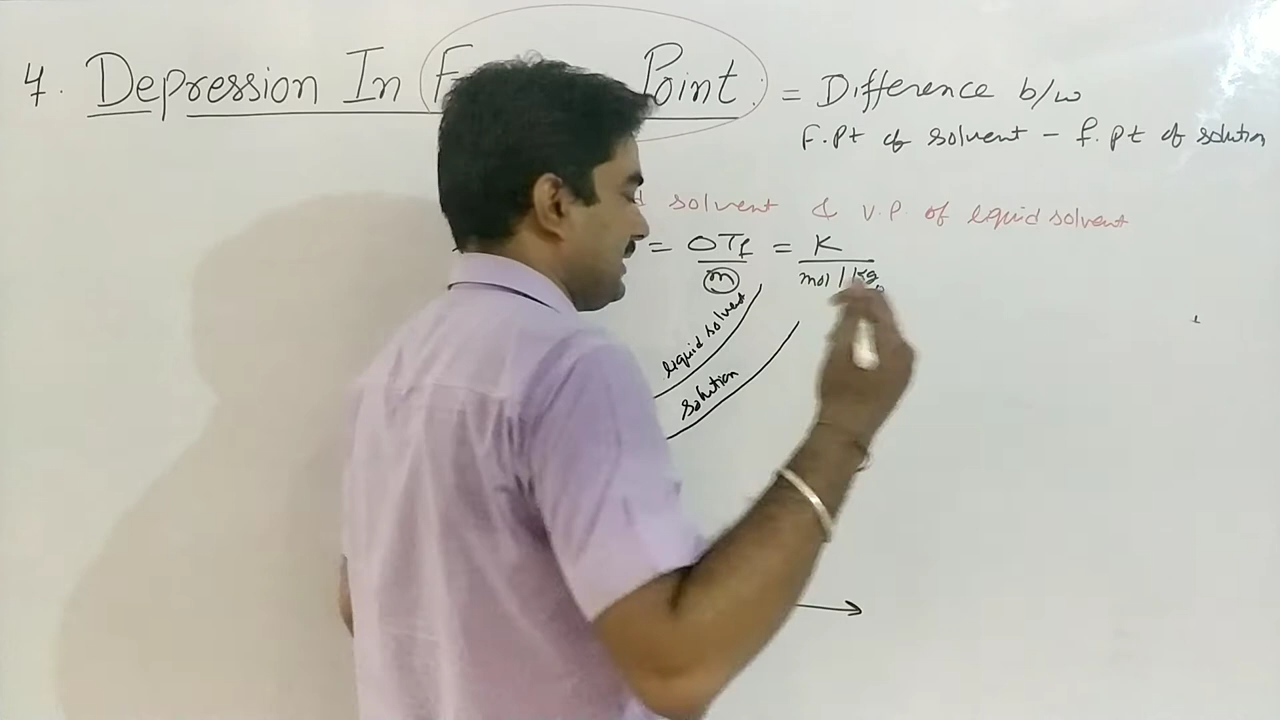 4. Depression In F Point. = Difference b/w
F.Pt of solvent - f.pt of solution
d solvent & V.P. of liquid solvent
= ΔTf / m = K / mol / kg
liquid solvent
solution